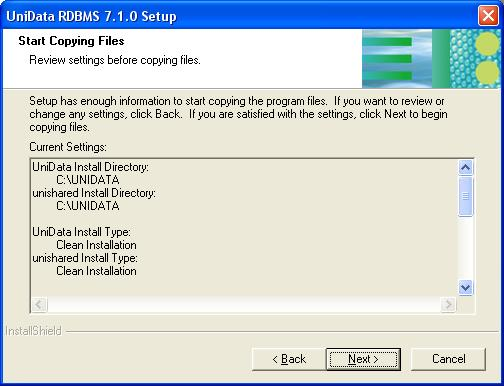 UniData RDBMS 7.1.0 Setup
Start Copying Files
Review settings before copying files.
Setup has enough information to start copying the program files. If you want to review or
change any settings, click Back. If you are satisfied with the settings, click Next to begin
copying files.
Current Settings:
UniData Install Directory:
C:\UNIDATA
unishared Install Directory:
C:\UNIDATA
UniData Install Type:
Clean Installation
unishared Install Type:
Clean Installation
InstallShield
< Back
Next >
Cancel